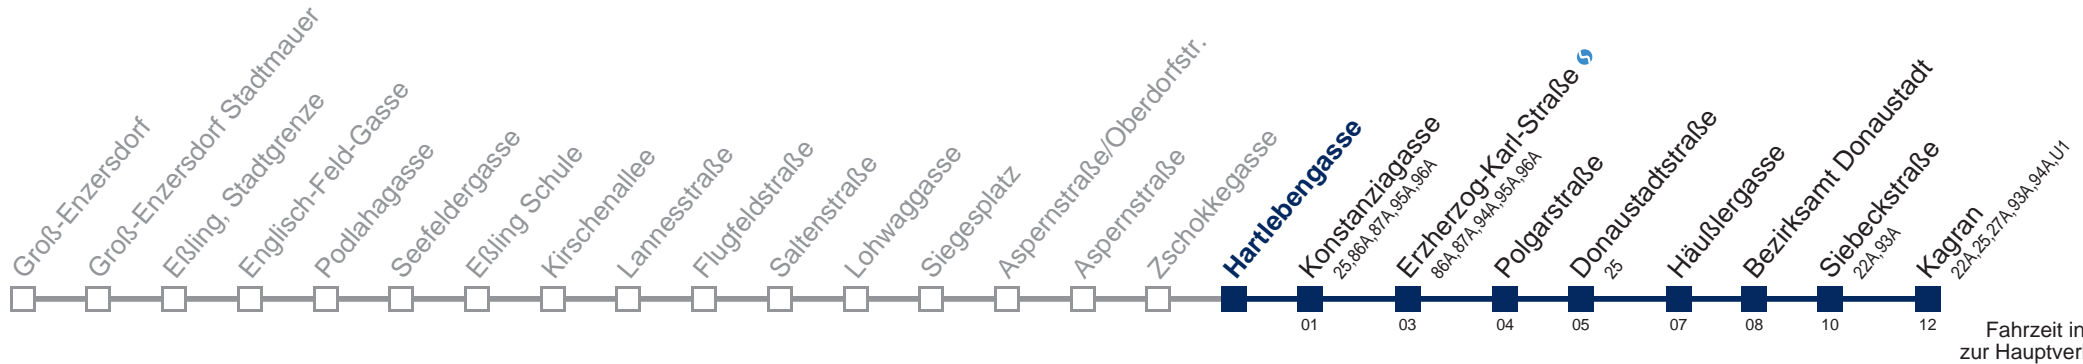 Groß-Enzersdorf
Groß-Enzersdorf Stadtmauer
Eßling, Stadtgrenze
Englisch-Feld-Gasse
Podlahagasse
Seefeldergasse
Eßling Schule
Kirschenallee
Lannesstraße
Flugfeldstraße
Saltenstraße
Lohwaggasse
Siegesplatz
Aspernstraße/Oberdorfstr.
Aspernstraße
Zschokkegasse
Hartlebengasse
Konstanziagasse
25,86A,87A,95A,96A
Erzherzog-Karl-Straße
86A,87A,94A,95A,96A
Polgarstraße
Donaustadtstraße
25
Häußlergasse
Bezirksamt Donaustadt
Siebeckstraße
22A,93A
Kagran
22A,25,27A,93A,94A,U1
01 03 04 05 07 08 10 12
Fahrzeit in
zur Hauptver